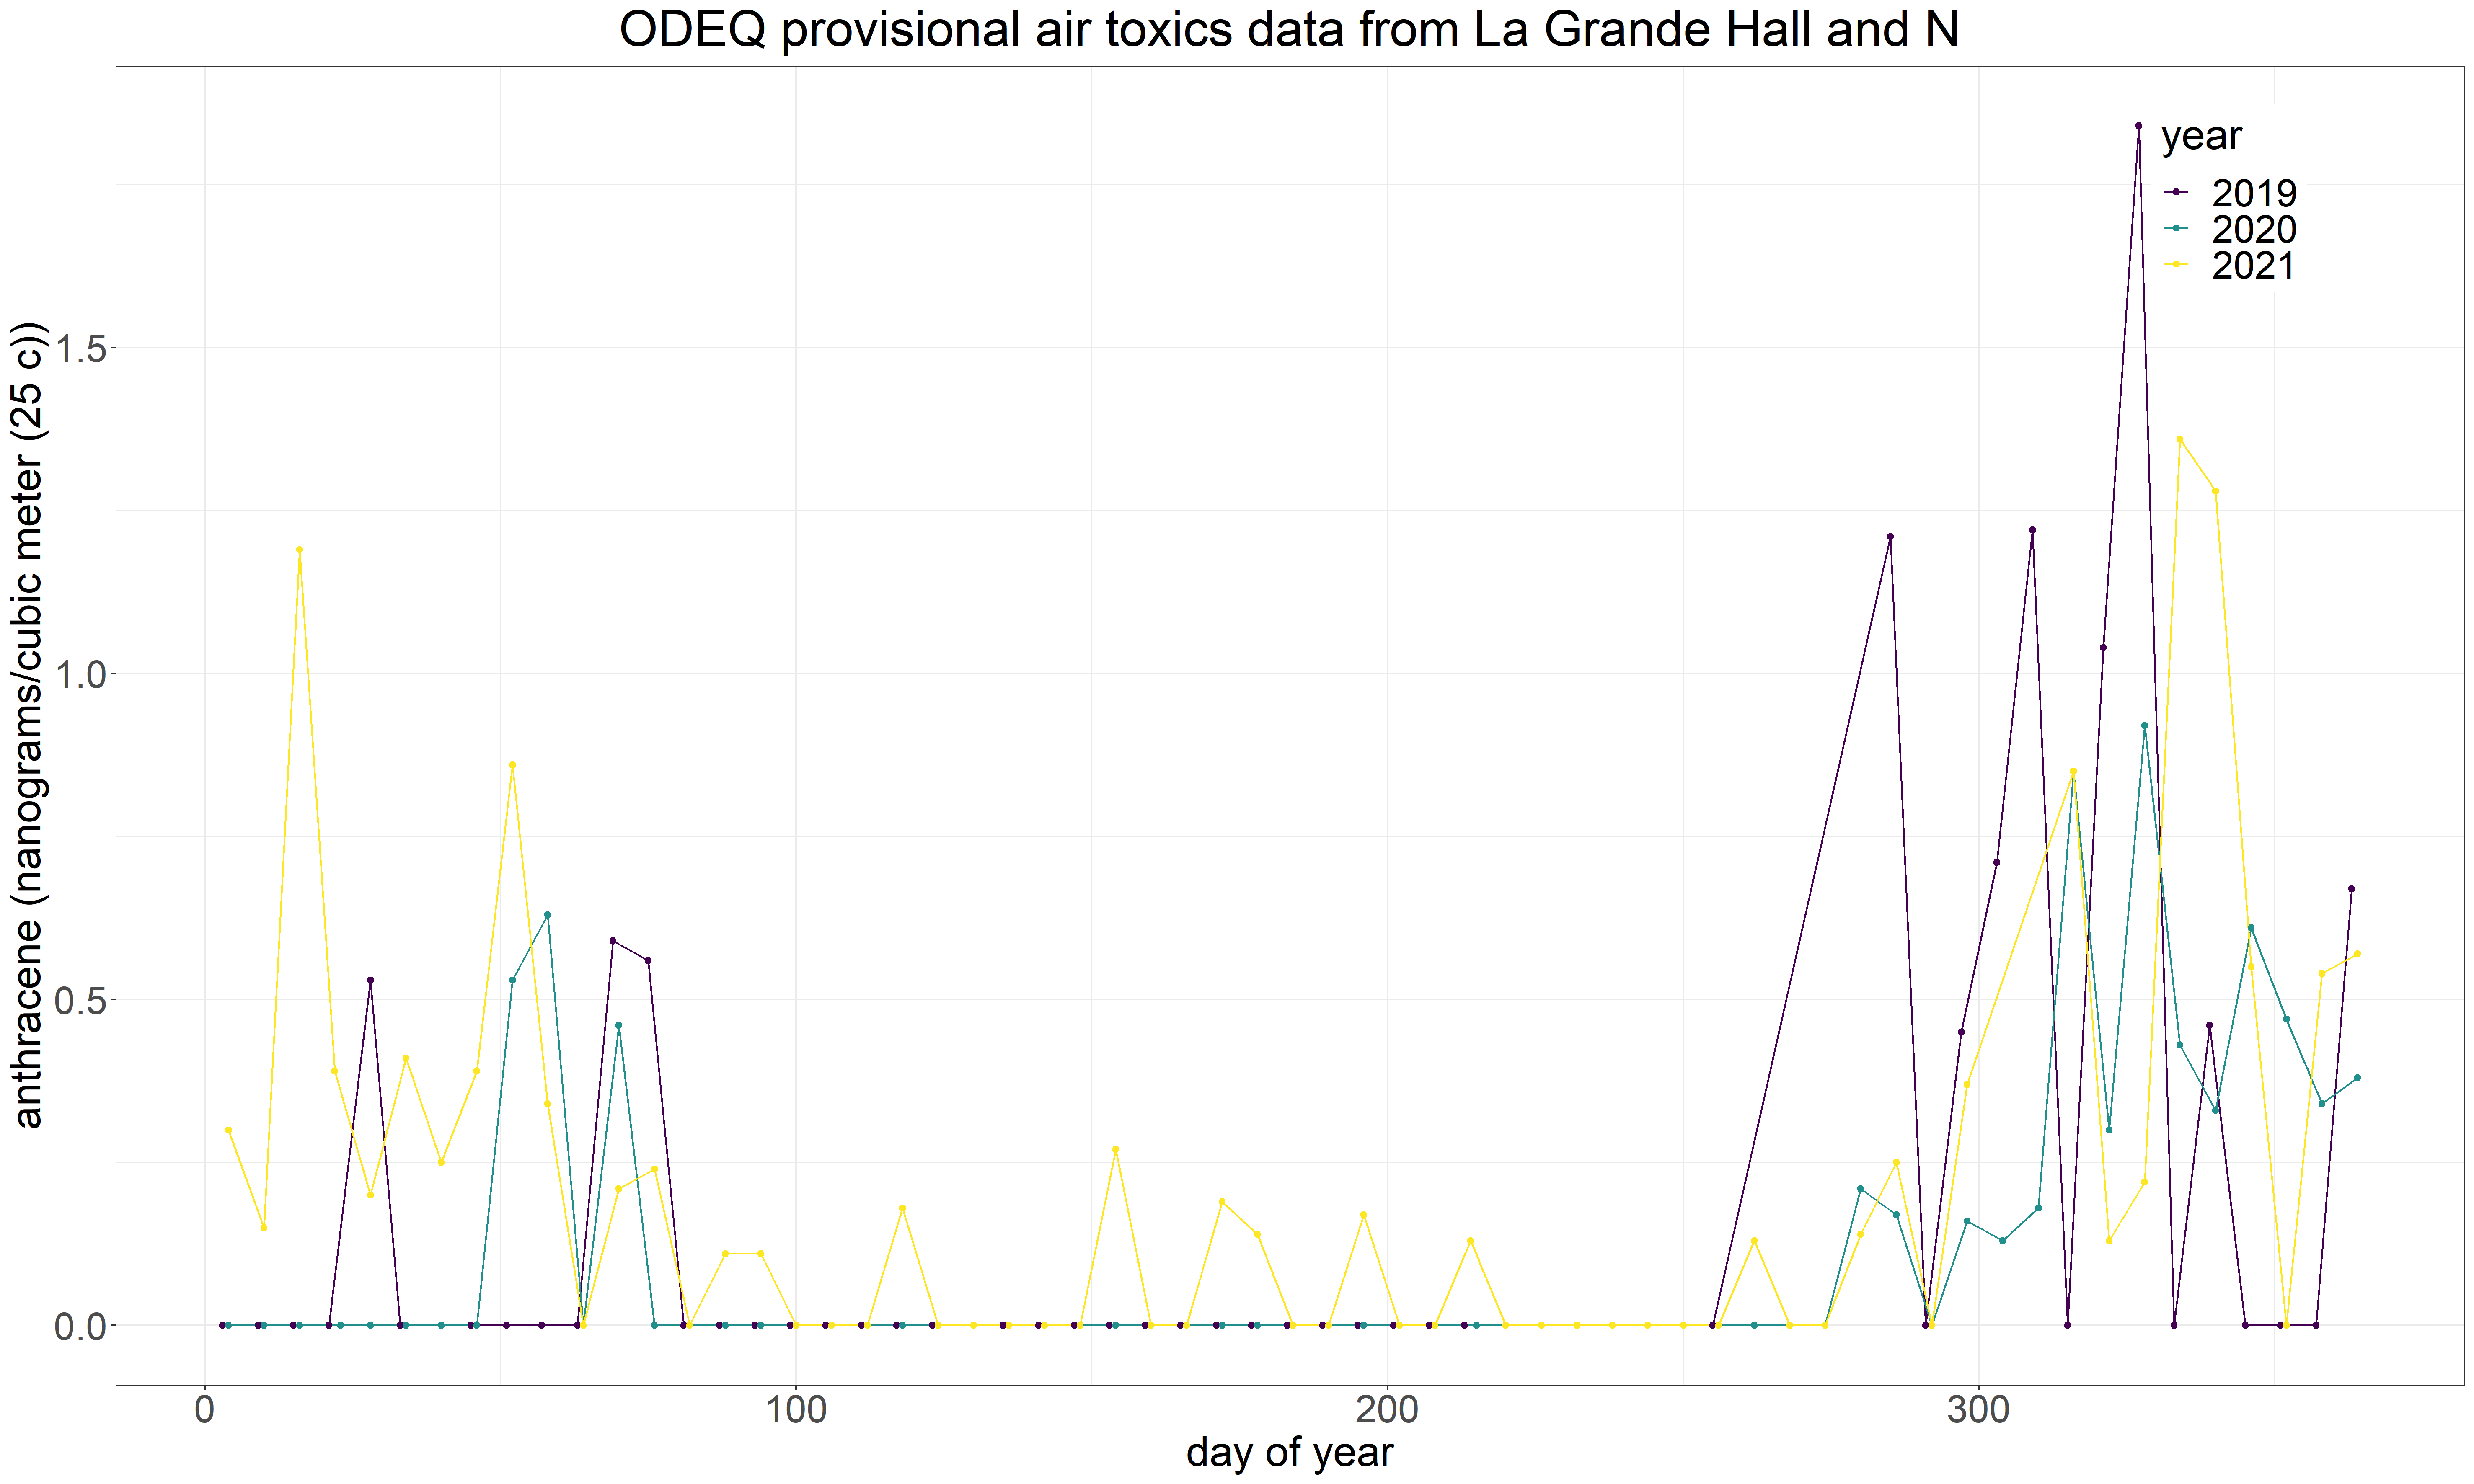 ODEQ provisional air toxics data from La Grande Hall and N
anthracene (nanograms/cubic meter (25 c))
1.5
1.0
0.5
0.0
year
2019
2020
2021
0 100 200 300
day of year